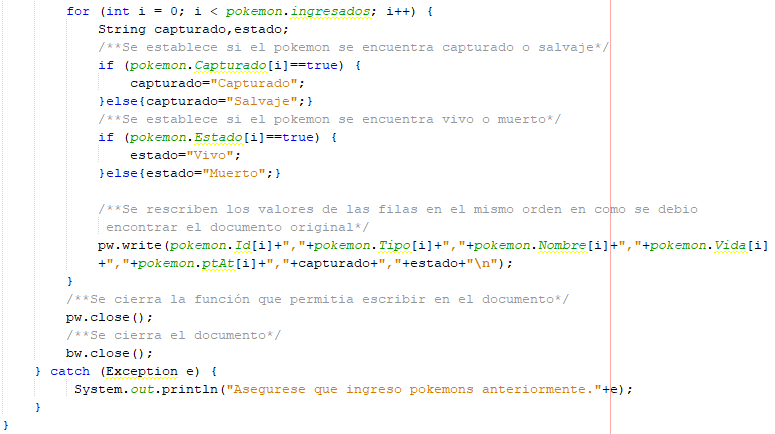 for (int i = 0; i < pokemon.ingresados; i++) {
String capturado,estado;
/**Se establece si el pokemon se encuentra capturado o salvaje*/
if (pokemon.Capturado[i]==true) {
capturado="Capturado";
}else{capturado="Salvaje";}
/**Se establece si el pokemon se encuentra vivo o muerto*/
if (pokemon.Estado[i]==true) {
estado="Vivo";
}else{estado="Muerto";}
/**Se rescriben los valores de las filas en el mismo orden en como se debio
encontrar el documento original*/
pw.write(pokemon.Id[i]+","+pokemon.Tipo[i]+","+pokemon.Nombre[i]+","+pokemon.Vida[i]
+","+pokemon.ptAt[i]+","+capturado+","+estado+"\n");
}
/**Se cierra la función que permitia escribir en el documento*/
pw.close();
/**Se cierra el documento*/
bw.close();
} catch (Exception e) {
System.out.println("Asegurese que ingreso pokemons anteriormente."+e);
}
}